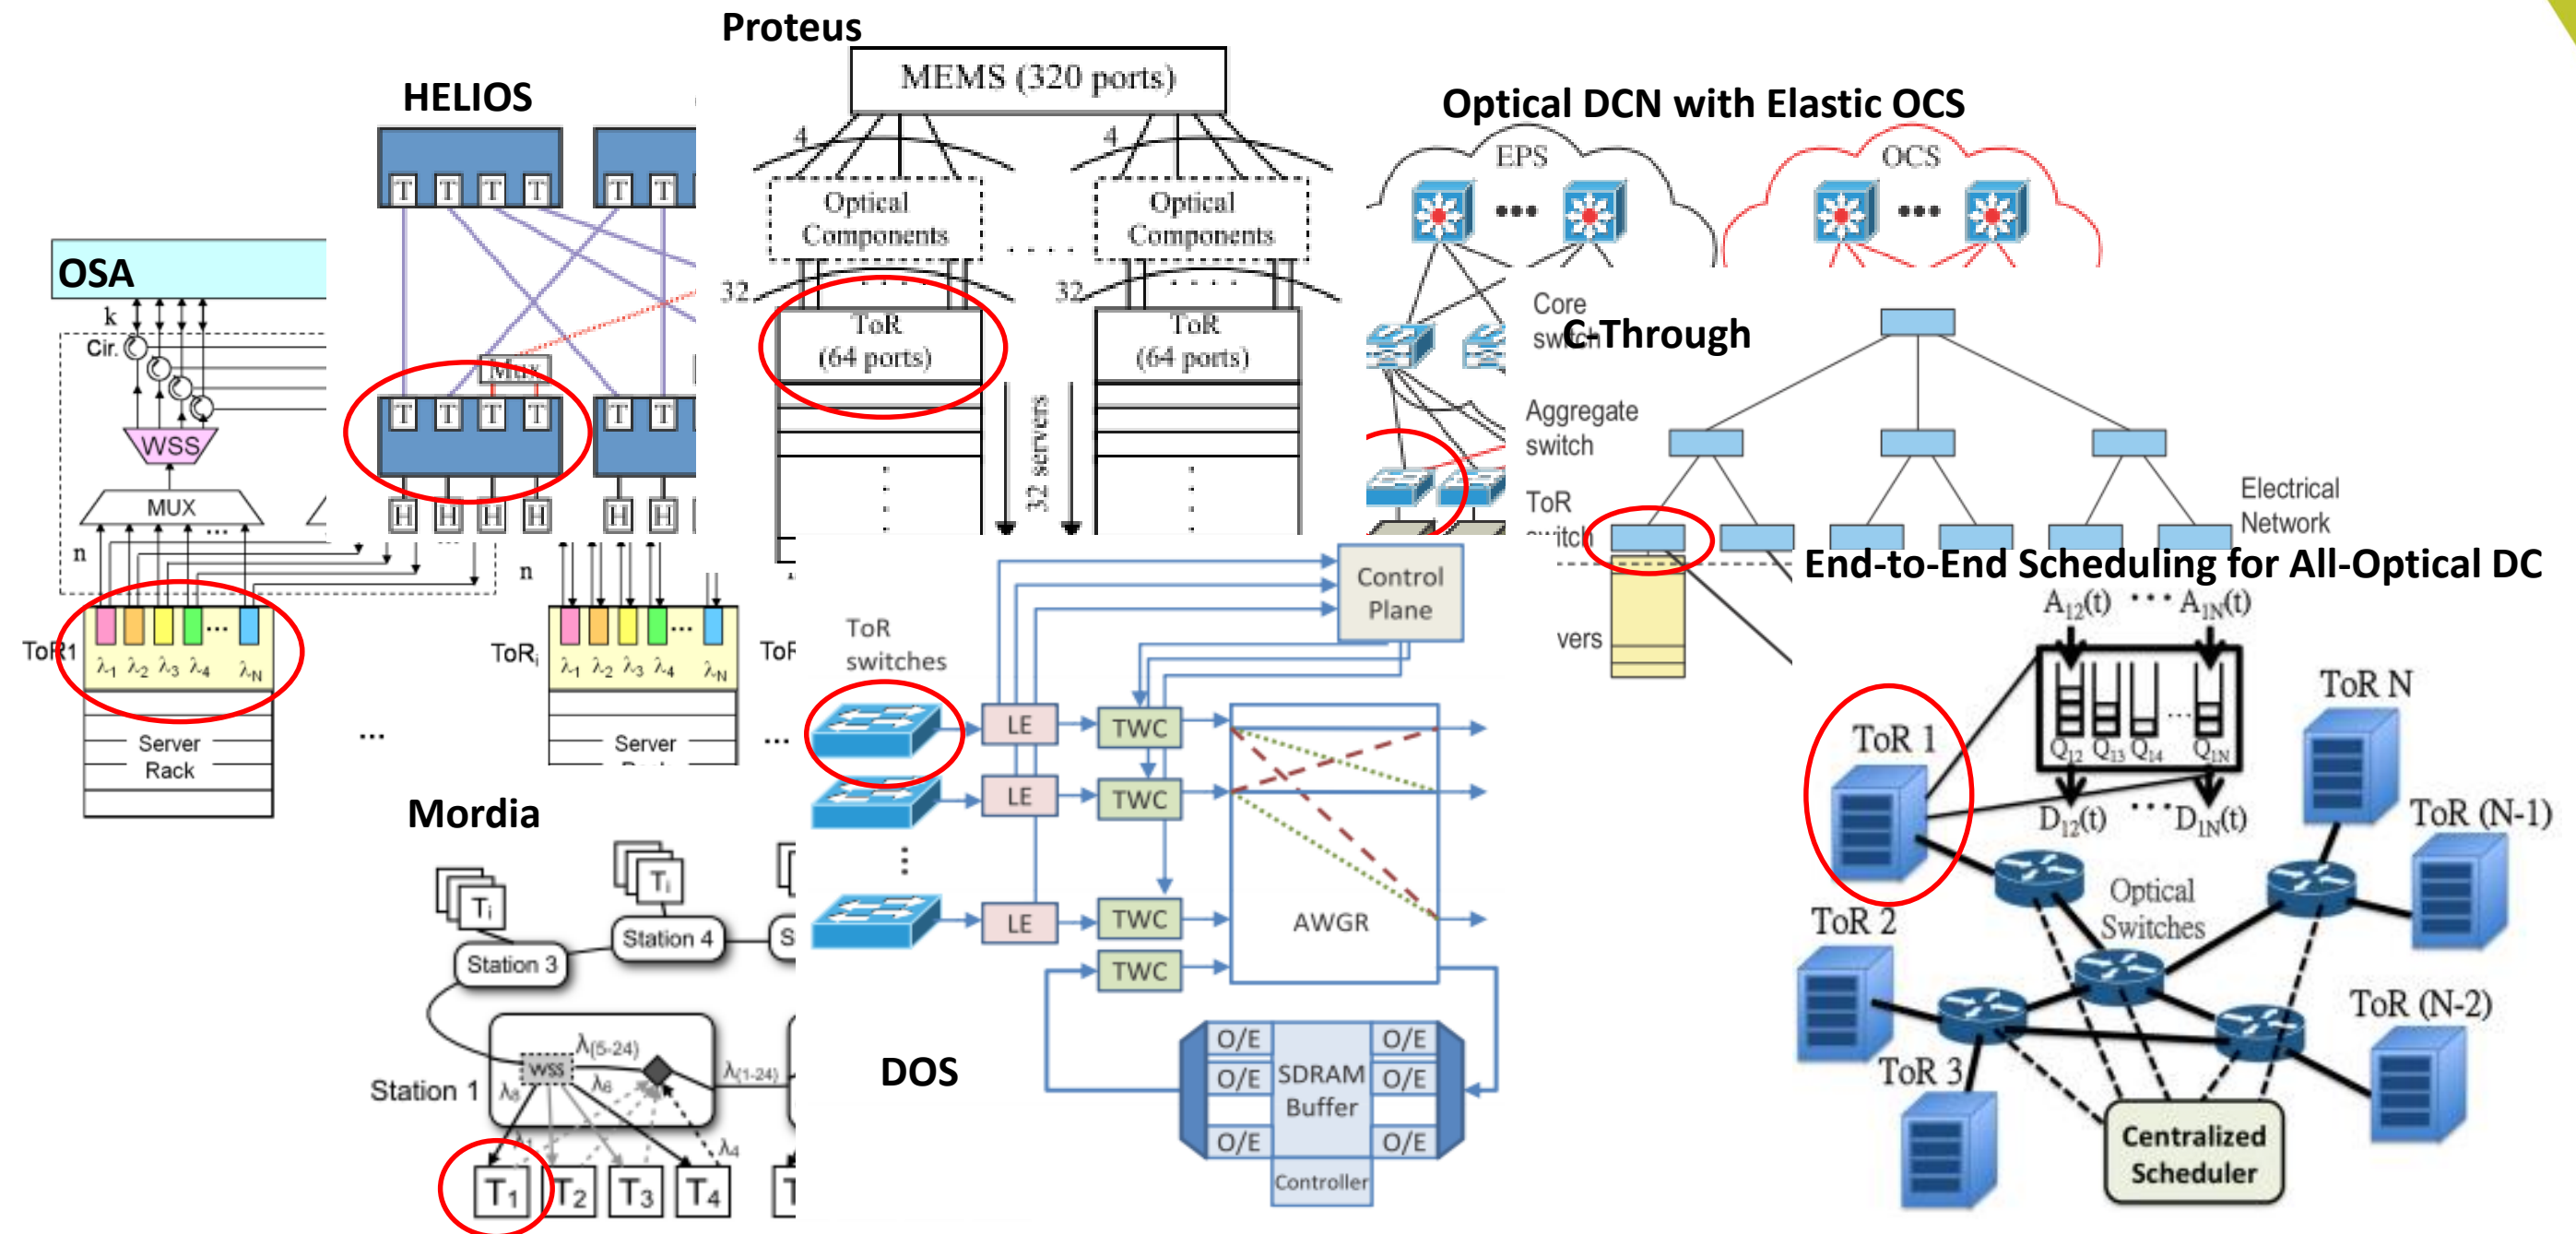 Proteus
MEMS (320 ports)
4
4
Optical
Components
Optical
Components
. . . .
32
32
ToR
(64 ports)
ToR
(64 ports)
32 servers
HELIOS
T T T T
T T
Mux
T T T T
T T
H H H H
H H
OSA
k
Cir.
WSS
MUX
...
n
n
ToR1
λ1 λ2 λ3 λ4 ... λN
ToRi
λ1 λ2 λ3 λ4 ... λN
Server
Rack
...
Server
...
Optical DCN with Elastic OCS
EPS
OCS
Core
C-Through
Aggregate
switch
ToR
Electrical
Network
vers
End-to-End Scheduling for All-Optical DC
A12(t) ... A1N(t)
Q12 Q13 Q14 ... Q1N
D12(t) ... D1N(t)
ToR 1
ToR N
ToR (N-1)
Optical
Switches
ToR 2
ToR (N-2)
ToR 3
Centralized
Scheduler
Mordia
Ti
Ti
Station 3
Station 4
S
Station 1
WSS
λ(5-24)
λ(1-24)
λ8
λ6
λ4
T1 T2 T3 T4
ToR
switches
Control
Plane
LE
TWC
LE
TWC
LE
TWC
TWC
AWGR
DOS
O/E
O/E
O/E
SDRAM
Buffer
O/E
O/E
O/E
Controller